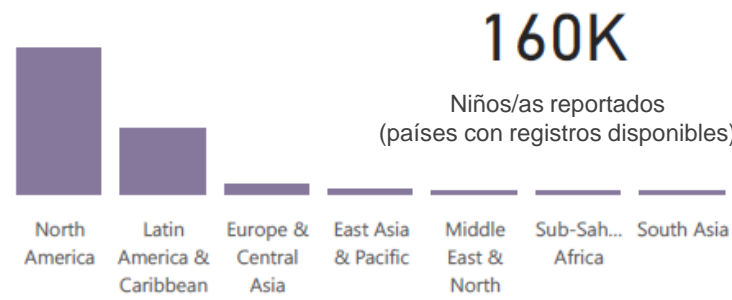 160K
Niños/as reportados
(países con registros disponibles)
North
America
Latin
America &
Caribbean
Europe &
Central
Asia
East Asia
& Pacific
Middle
East &
North
Sub-Sah...
Africa
South Asia